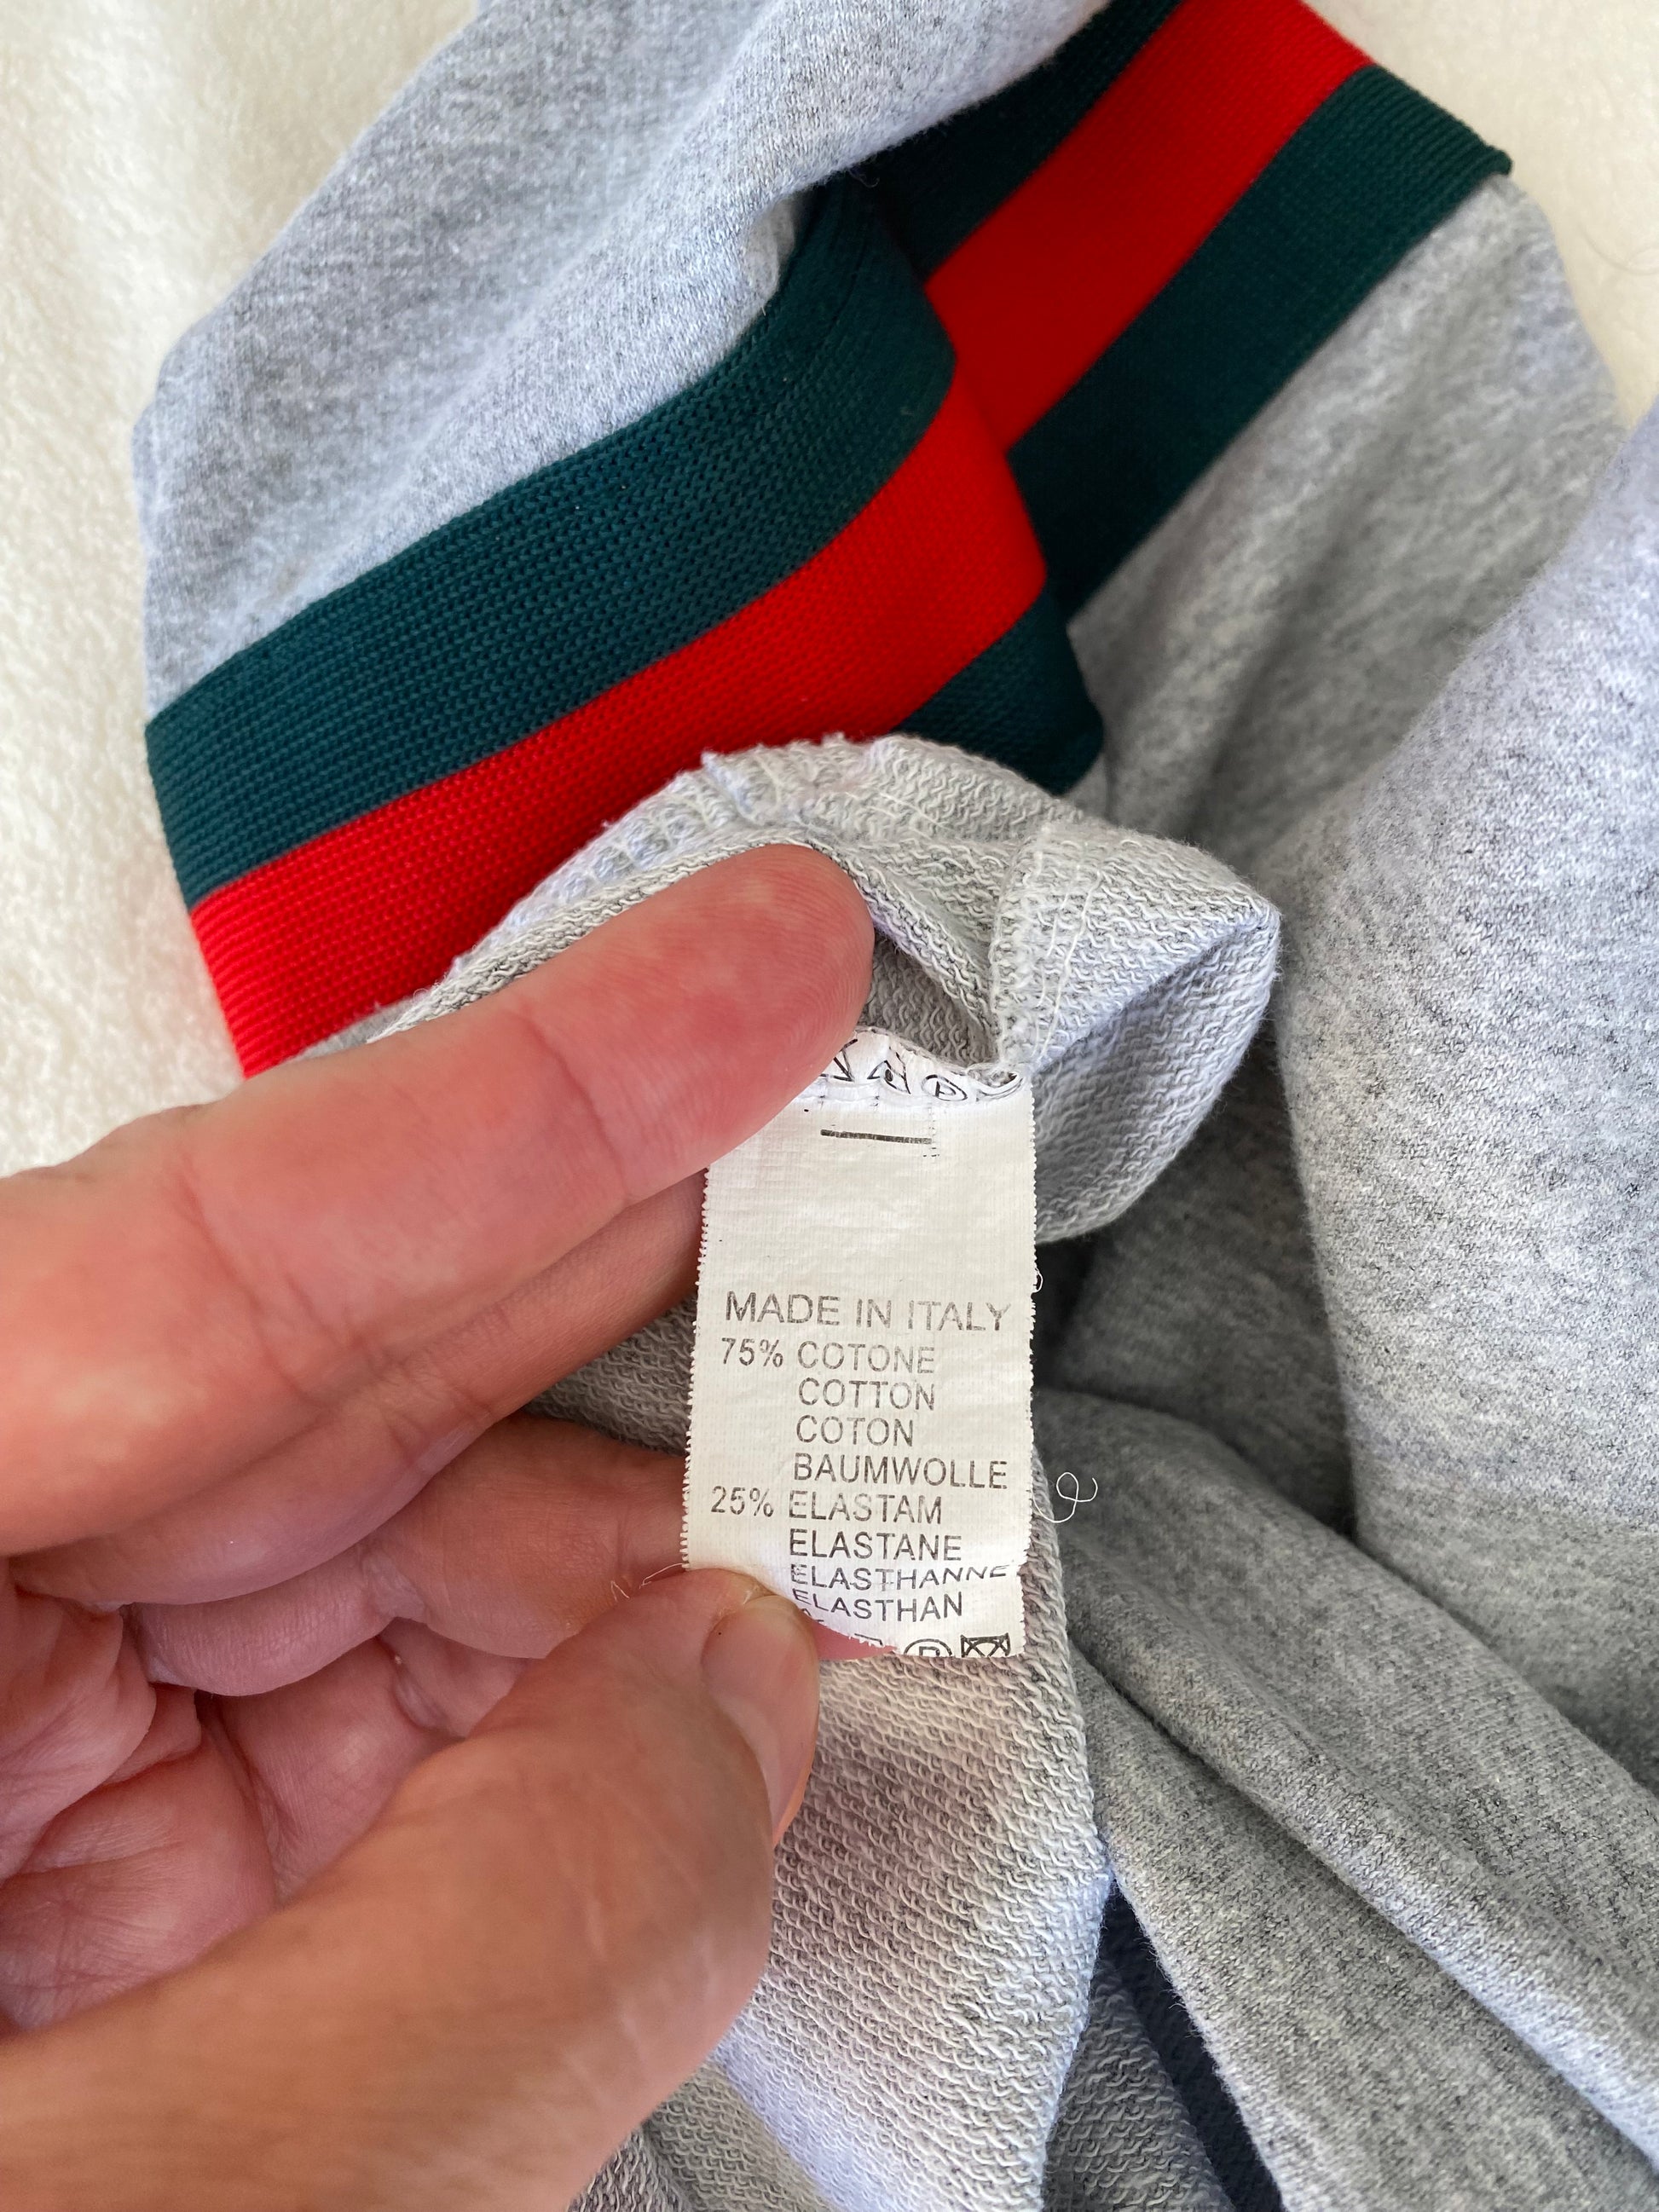 MADE IN ITALY
75% COTONE
COTTON
COTON
BAUMWOLLE
25% ELASTAM
ELASTANE
ELASTHANNE
ELASTHAN
P